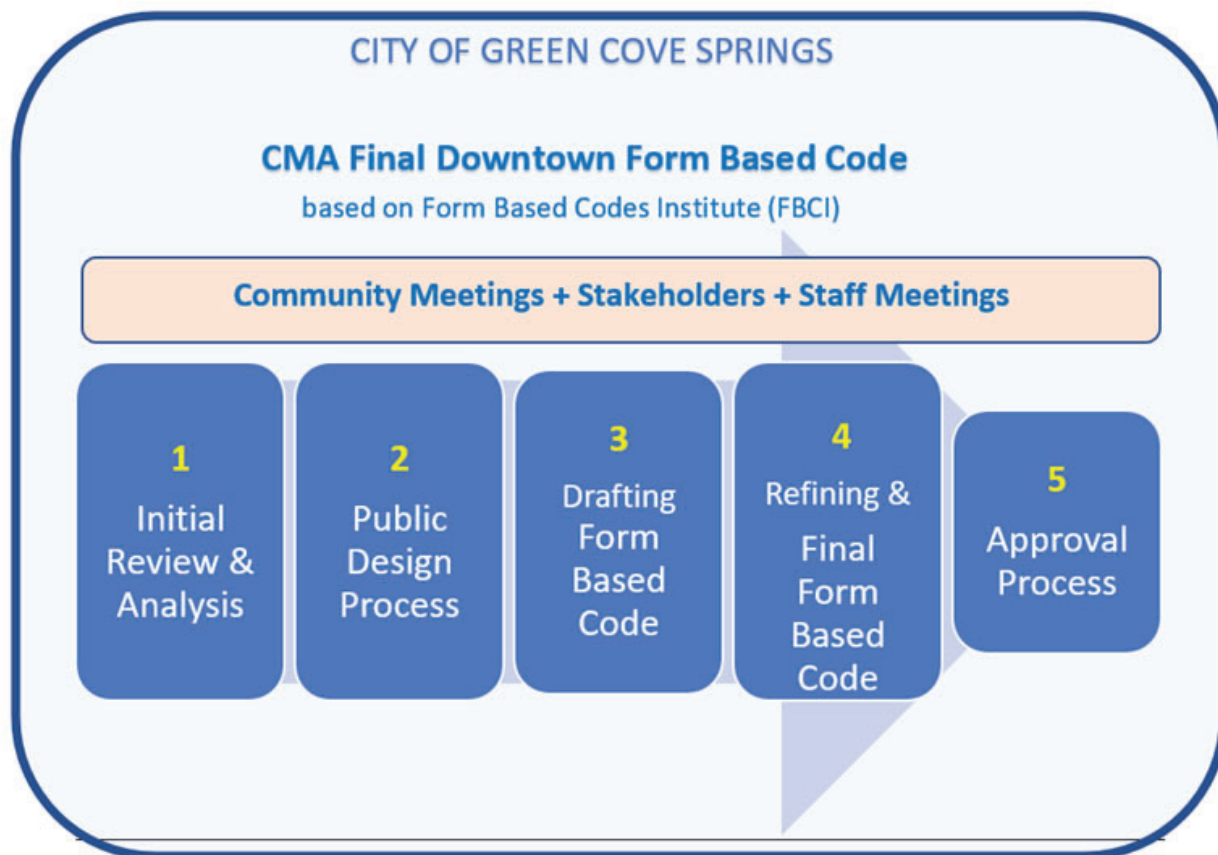 CITY OF GREEN COVE SPRINGS
CMA Final Downtown Form Based Code
based on Form Based Codes Institute (FBCI)
Community Meetings + Stakeholders + Staff Meetings
1
Initial
Review &
Analysis
2
Public
Design
Process
3
Drafting
Form
Based
Code
4
Refining &
Final
Form
Based
Code
5
Approval
Process